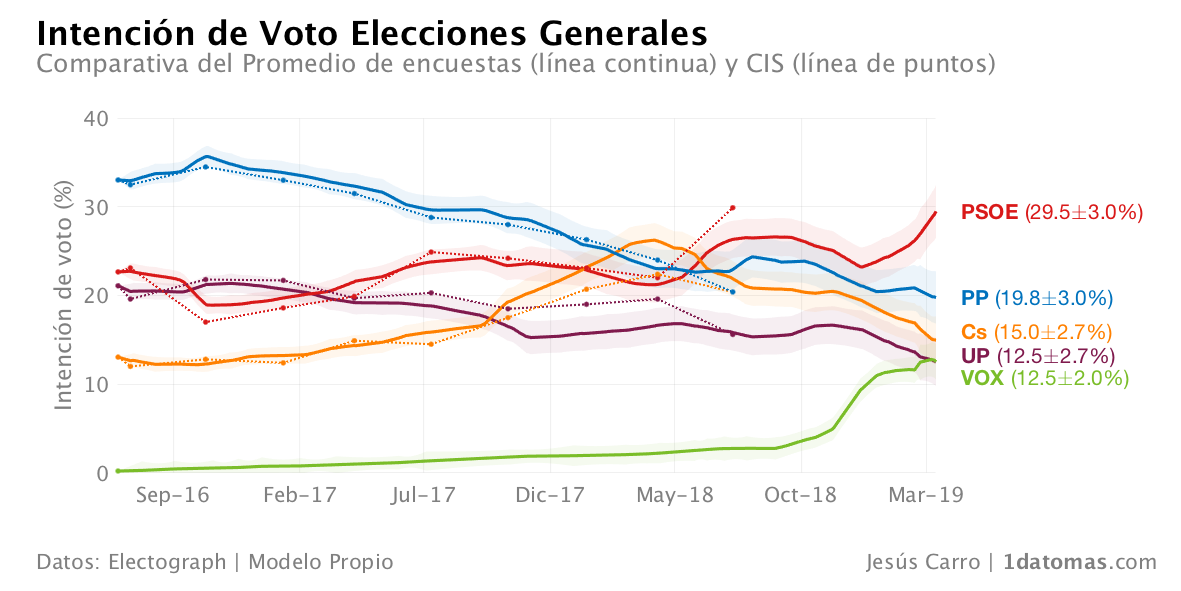 Intención de Voto Elecciones Generales
Comparativa del Promedio de encuestas (línea continua) y CIS (línea de puntos)
Intención de voto (%)
40
30
20
10
0
Sep−16 Feb−17 Jul−17 Dic−17 May−18 Oct−18 Mar−19
PSOE (29.5±3.0%)
PP (19.8±3.0%)
Cs (15.0±2.7%)
UP (12.5±2.7%)
VOX (12.5±2.0%)
Datos: Electograph | Modelo Propio
Jesús Carro | 1datomas.com